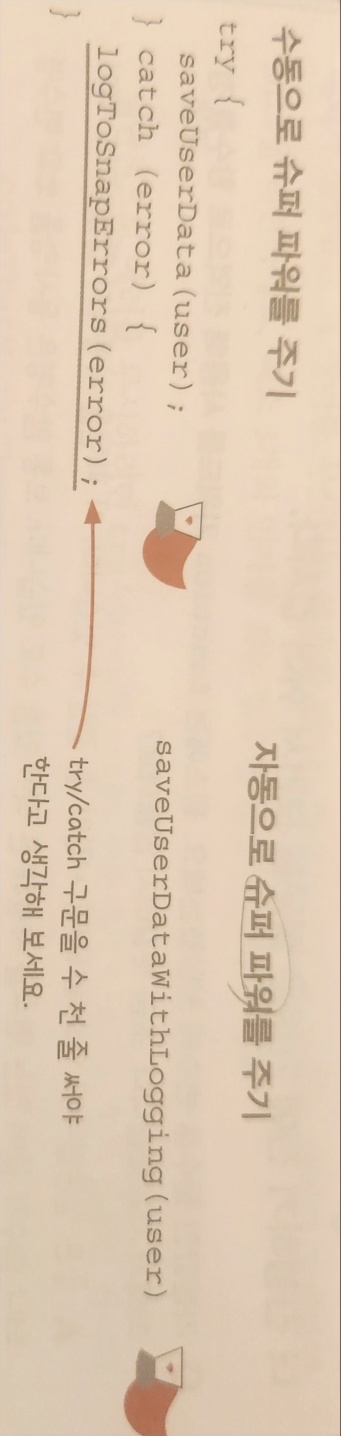 수동으로 슈퍼 파워를 주기
try {
saveUserData(user);
} catch (error) {
logToSnapErrors(error);
}
자동으로 슈퍼 파워를 주기
saveUserDataWithLogging(user)
try/catch 구문을 수 천 줄 써야
한다고 생각해 보세요.